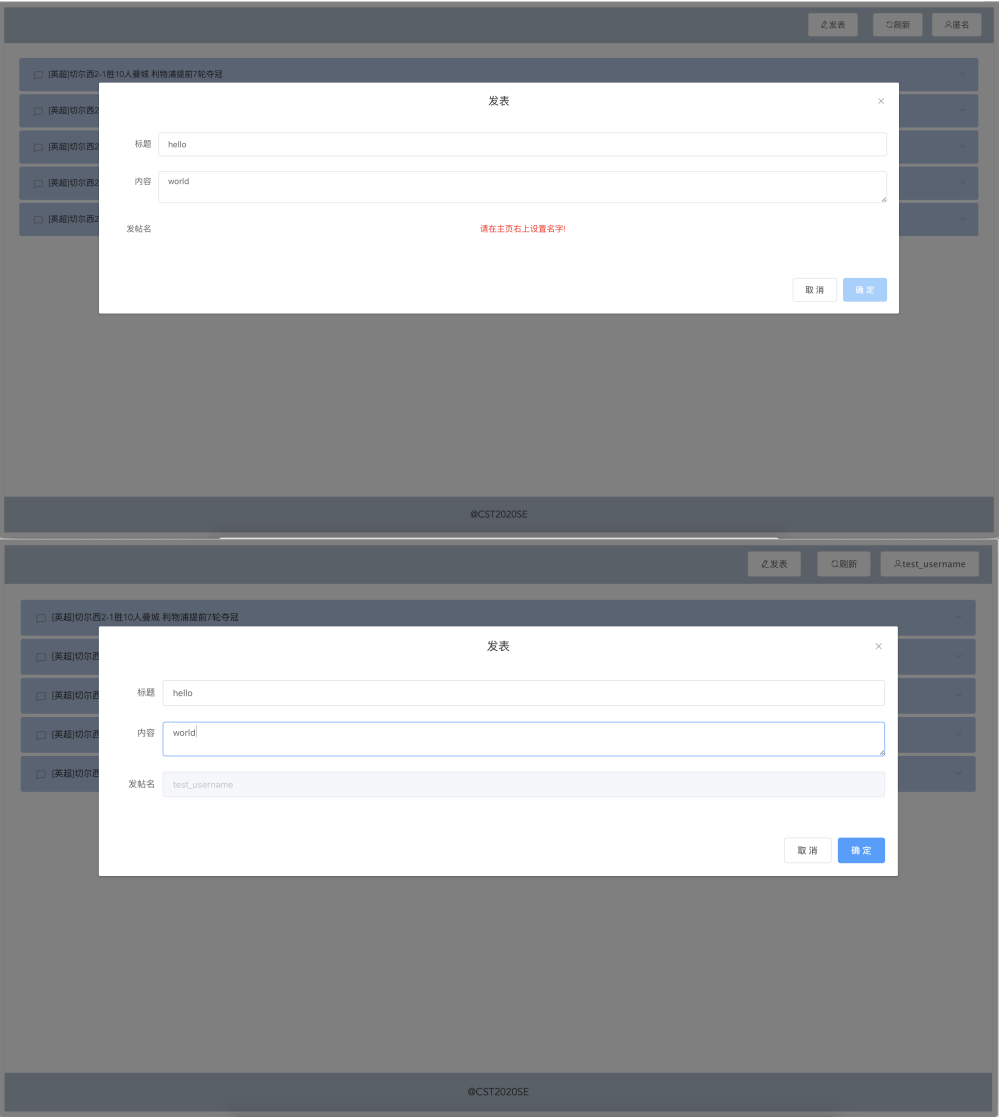 发表 刷新 匿名
[英超]切尔西2-1胜10人曼城 利物浦提前7轮夺冠
发表
[英超]切尔西2
标题 hello
[英超]切尔西2
内容 world
[英超]切尔西2
[英超]切尔西2
发帖名 请在主页右上设置名字!
取 消 确 定
@CST2020SE
发表 刷新 test_username
[英超]切尔西2-1胜10人曼城 利物浦提前7轮夺冠
发表
[英超]切尔西
标题 hello
[英超]切尔西
内容 world
[英超]切尔西
[英超]切尔西
发帖名 test_username
取 消 确 定
@CST2020SE